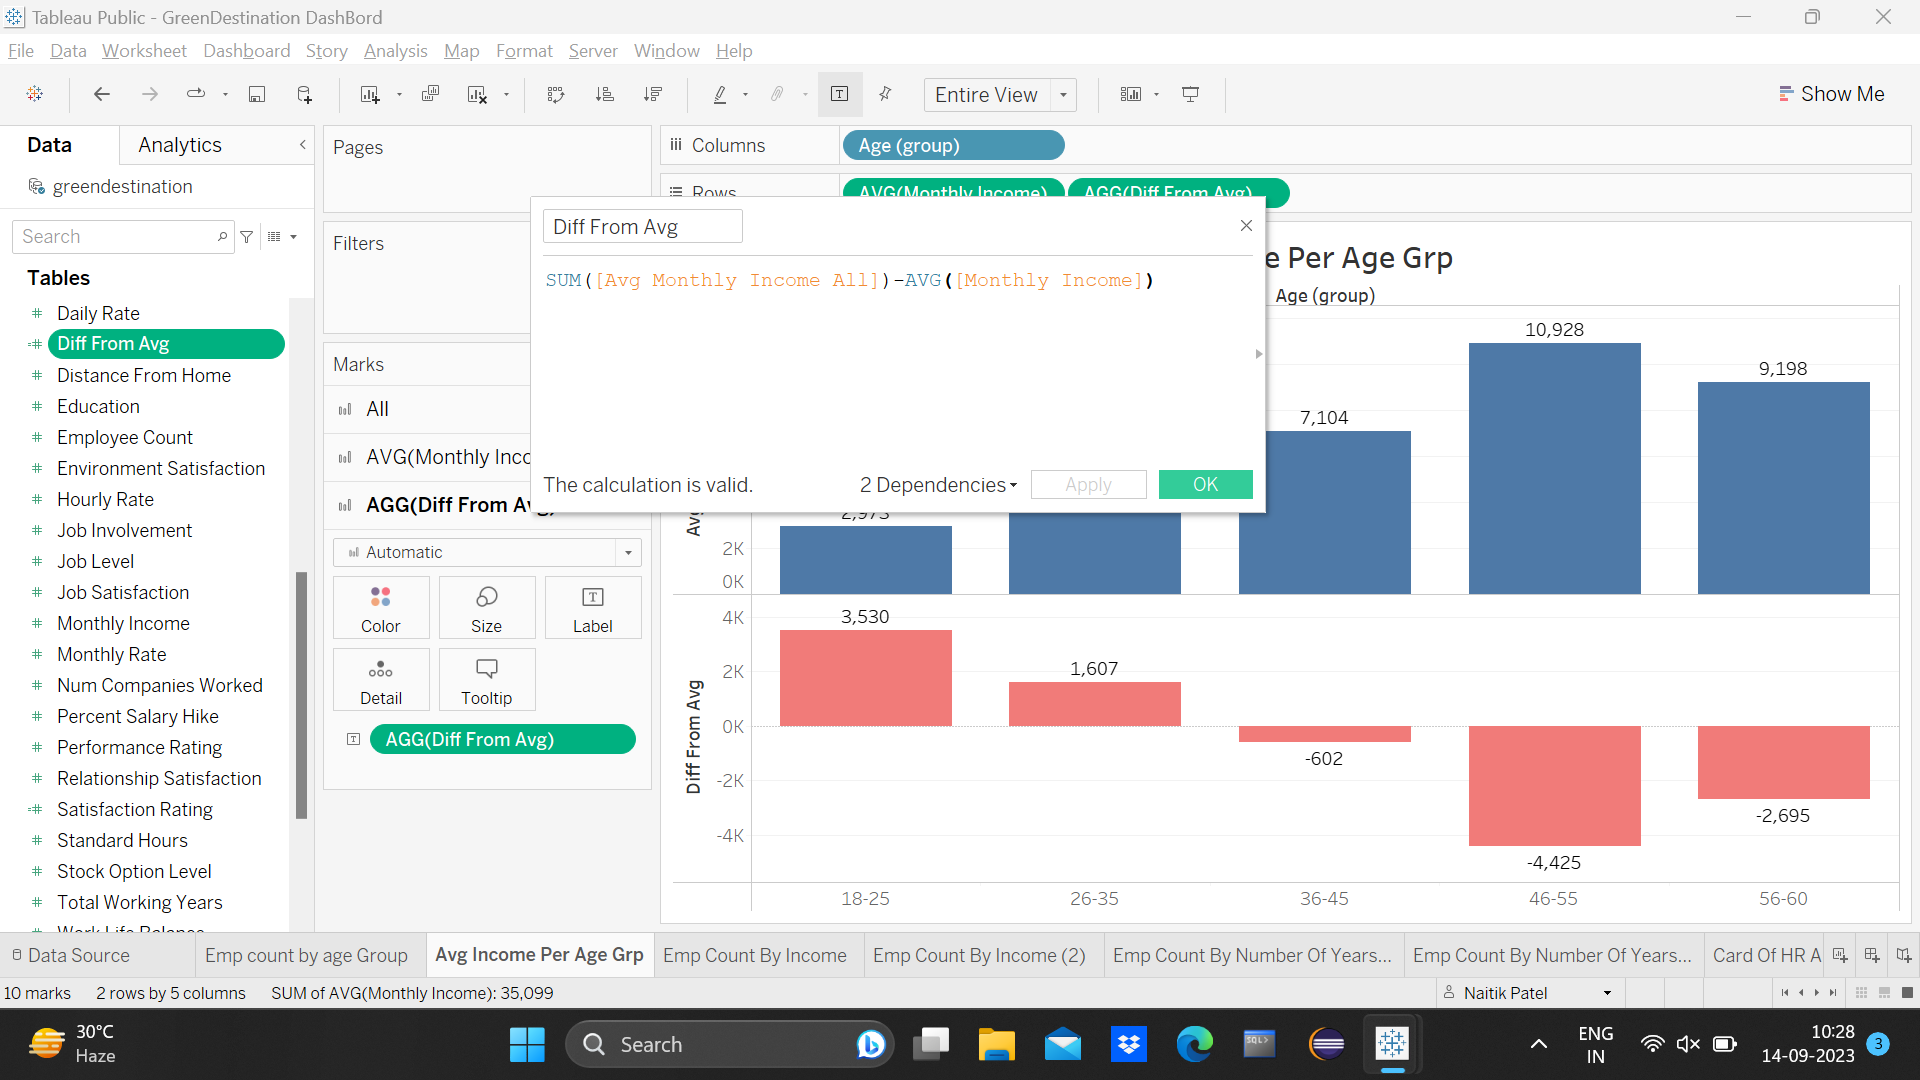 Tableau Public - GreenDestination DashBord
File Data Worksheet Dashboard Story Analysis Map Format Server Window Help
Entire View
Show Me
Data Analytics
greendestination
Search
Tables
Daily Rate
Diff From Avg
Distance From Home
Education
Employee Count
Environment Satisfaction
Hourly Rate
Job Involvement
Job Level
Job Satisfaction
Monthly Income
Monthly Rate
Num Companies Worked
Percent Salary Hike
Performance Rating
Relationship Satisfaction
Satisfaction Rating
Standard Hours
Stock Option Level
Total Working Years
Work Life Balance
Pages
Filters
Marks
All
AVG(Monthly Inco
AGG(Diff From Avg)
Automatic
Color Size Label
Detail Tooltip
AGG(Diff From Avg)
Columns Age (group)
Rows AVG(Monthly Income) AGG(Diff From Avg)
Diff From Avg
SUM([Avg Monthly Income All])-AVG([Monthly Income])
The calculation is valid. 2 Dependencies Apply OK
e Per Age Grp
Age (group)
10,928
9,198
7,104
2,973
Avg
2K
0K
3,530
1,607
-602
-4,425
-2,695
Diff From Avg
4K
2K
0K
-2K
-4K
18-25 26-35 36-45 46-55 56-60
Data Source Emp count by age Group Avg Income Per Age Grp Emp Count By Income Emp Count By Income (2) Emp Count By Number Of Years... Emp Count By Number Of Years... Card Of HR A
10 marks 2 rows by 5 columns SUM of AVG(Monthly Income): 35,099 Naitik Patel
30°C
Haze
Search
SQL>
ENG
IN
10:28
14-09-2023
3